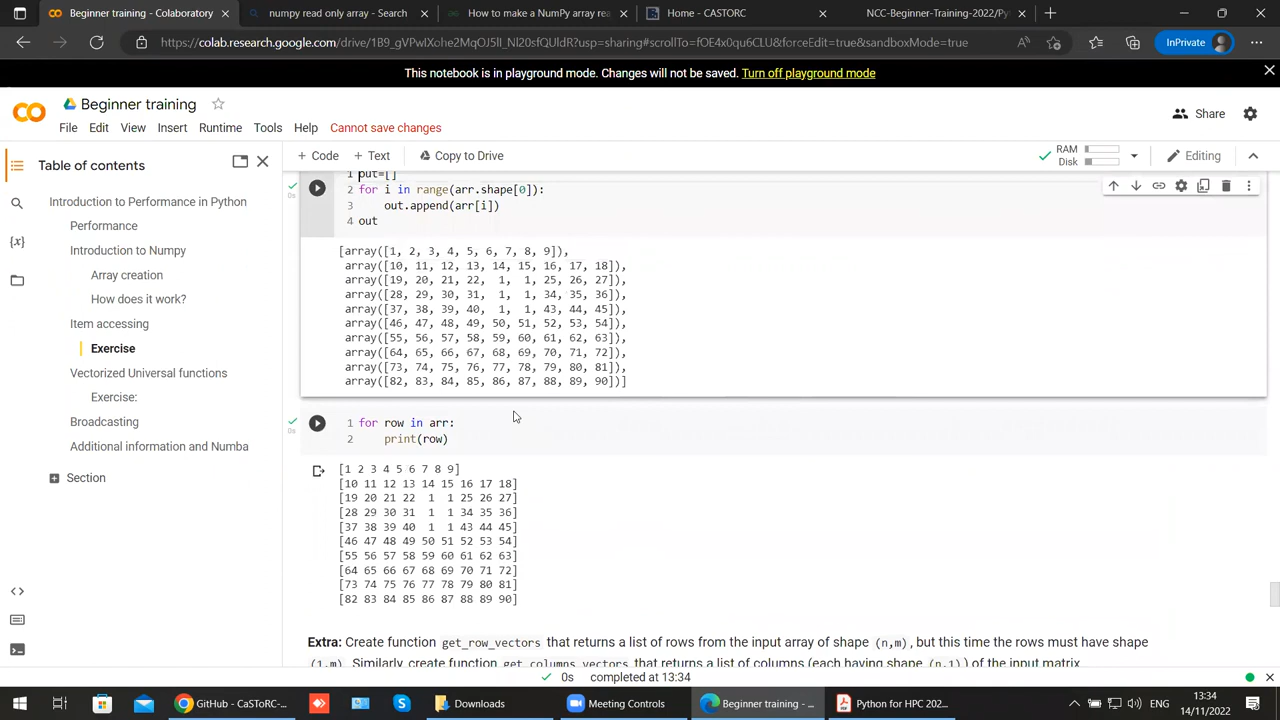 Beginner training - Colaboratory
numpy read only array - Search
How to make a NumPy array rea
Home - CASTORC
NCC-Beginner-Training-2022/Py
https://colab.research.google.com/drive/1B9_gVPwIXohe2MqOJ5lI_Nl20sfQUIdR?usp=sharing#scrollTo=fOE4x0qu6CLU&forceEdit=true&sandboxMode=true
InPrivate
This notebook is in playground mode. Changes will not be saved. Turn off playground mode
Beginner training
File Edit View Insert Runtime Tools Help Cannot save changes
Share
+ Code + Text Copy to Drive
RAM
Disk
Editing
Table of contents
Introduction to Performance in Python
Performance
Introduction to Numpy
Array creation
How does it work?
Item accessing
Exercise
Vectorized Universal functions
Exercise:
Broadcasting
Additional information and Numba
Section
1 out=[]
2 for i in range(arr.shape[0]):
3 out.append(arr[i])
4 out
[array([1, 2, 3, 4, 5, 6, 7, 8, 9]),
array([10, 11, 12, 13, 14, 15, 16, 17, 18]),
array([19, 20, 21, 22, 1, 1, 25, 26, 27]),
array([28, 29, 30, 31, 1, 1, 34, 35, 36]),
array([37, 38, 39, 40, 1, 1, 43, 44, 45]),
array([46, 47, 48, 49, 50, 51, 52, 53, 54]),
array([55, 56, 57, 58, 59, 60, 61, 62, 63]),
array([64, 65, 66, 67, 68, 69, 70, 71, 72]),
array([73, 74, 75, 76, 77, 78, 79, 80, 81]),
array([82, 83, 84, 85, 86, 87, 88, 89, 90])]
1 for row in arr:
2 print(row)
[1 2 3 4 5 6 7 8 9]
[10 11 12 13 14 15 16 17 18]
[19 20 21 22 1 1 25 26 27]
[28 29 30 31 1 1 34 35 36]
[37 38 39 40 1 1 43 44 45]
[46 47 48 49 50 51 52 53 54]
[55 56 57 58 59 60 61 62 63]
[64 65 66 67 68 69 70 71 72]
[73 74 75 76 77 78 79 80 81]
[82 83 84 85 86 87 88 89 90]
Extra: Create function get_row_vectors that returns a list of rows from the input array of shape (n,m), but this time the rows must have shape
(1,m). Similarly, create function get_columns_vectors that returns a list of columns (each having shape (n,1)) of the input matrix
0s completed at 13:34
GitHub - CaSToRC-...
Downloads
Meeting Controls
Beginner training - ...
Python for HPC 202...
ENG
13:34
14/11/2022